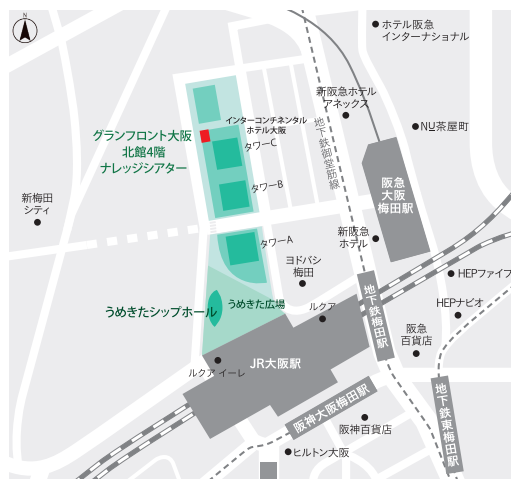 N
ホテル阪急
インターナショナル
新阪急ホテル
アネックス
インターコンチネンタル
ホテル大阪
タワーC
NU茶屋町
グランフロント大阪
北館4階
ナレッジシアター
地下鉄御堂筋線
阪急
大阪
梅田駅
タワーB
新梅田
シティ
新阪急
ホテル
タワーA
ヨドバシ
梅田
HEPファイブ
うめきた広場
うめきたシップホール
ルクア
地下鉄梅田駅
HEPナビオ
阪急
百貨店
JR大阪駅
ルクア イーレ
阪神大阪梅田駅
地下鉄東梅田駅
阪神百貨店
ヒルトン大阪